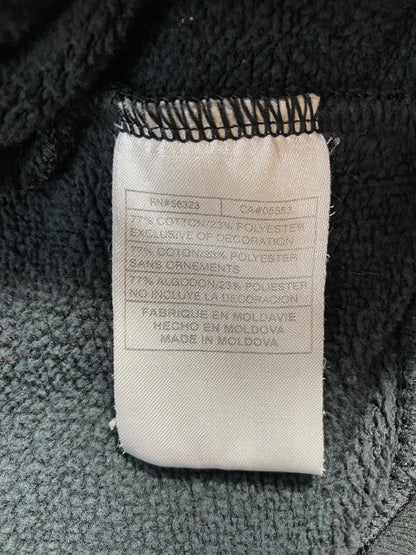 RN#56323 CA#05553
77% COTTON/23% POLYESTER
EXCLUSIVE OF DECORATION
77% COTON/23% POLYESTER
SANS ORNEMENTS
77% ALGODON/23% POLIESTER
NO INCLUYE LA DECORACION
FABRIQUE EN MOLDAVIE
HECHO EN MOLDOVA
MADE IN MOLDOVA